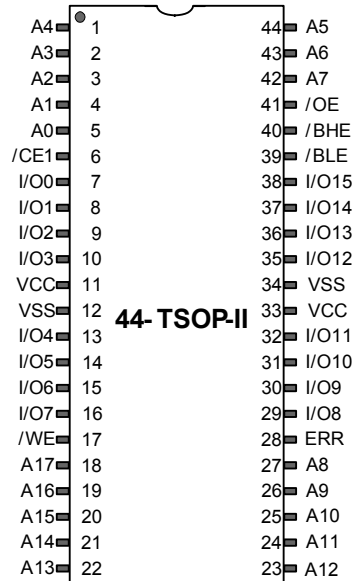 A4 1 44 A5
A3 2 43 A6
A2 3 42 A7
A1 4 41 /OE
A0 5 40 /BHE
/CE1 6 39 /BLE
I/O0 7 38 I/O15
I/O1 8 37 I/O14
I/O2 9 36 I/O13
I/O3 10 35 I/O12
VCC 11 34 VSS
VSS 12 33 VCC
44-TSOP-II
I/O4 13 32 I/O11
I/O5 14 31 I/O10
I/O6 15 30 I/O9
I/O7 16 29 I/O8
/WE 17 28 ERR
A17 18 27 A8
A16 19 26 A9
A15 20 25 A10
A14 21 24 A11
A13 22 23 A12